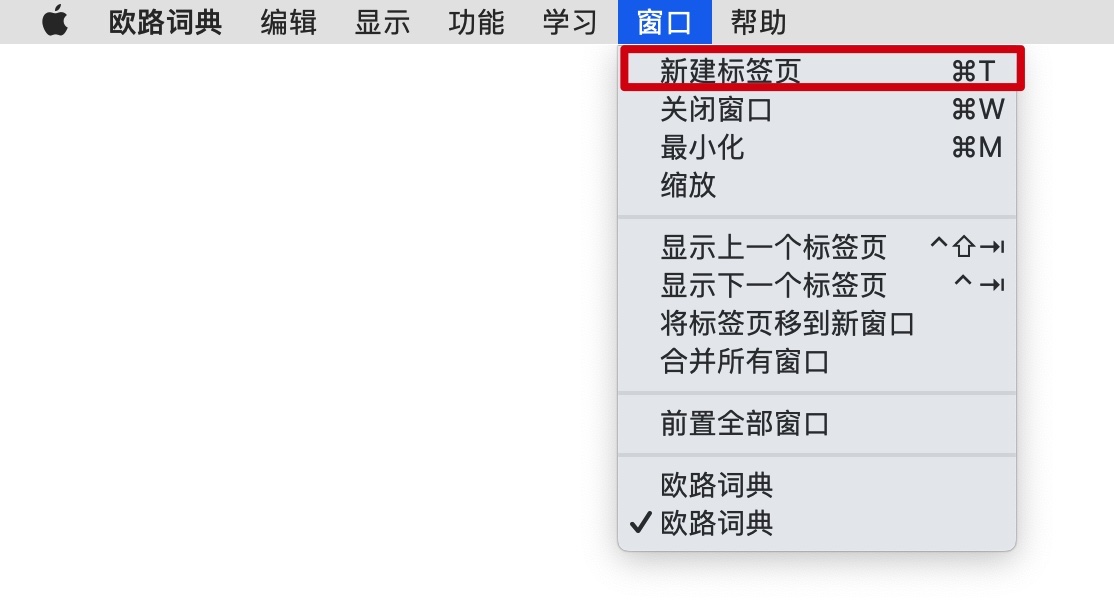 欧路词典 编辑 显示 功能 学习 窗口 帮助
新建标签页 ⌘T
关闭窗口 ⌘W
最小化 ⌘M
缩放
显示上一个标签页 ^⇧⇥
显示下一个标签页 ^⇥
将标签页移到新窗口
合并所有窗口
前置全部窗口
欧路词典
✓ 欧路词典